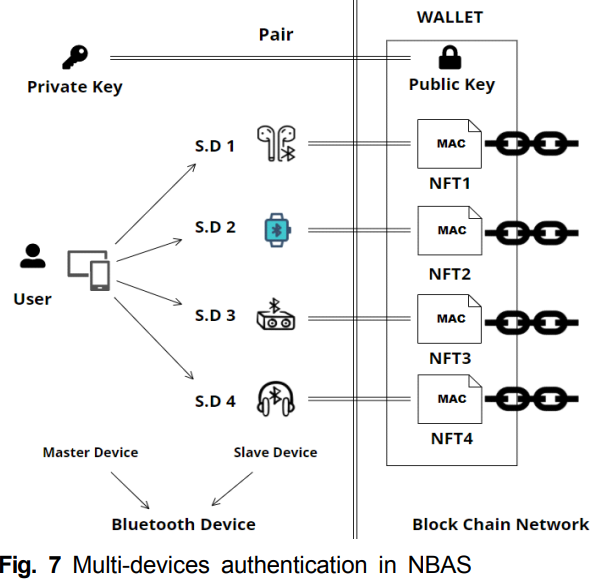 WALLET
Pair
Private Key
Public Key
S.D 1
MAC
NFT1
S.D 2
MAC
NFT2
User
S.D 3
MAC
NFT3
S.D 4
MAC
NFT4
Master Device
Slave Device
Bluetooth Device
Block Chain Network
Fig. 7 Multi-devices authentication in NBAS